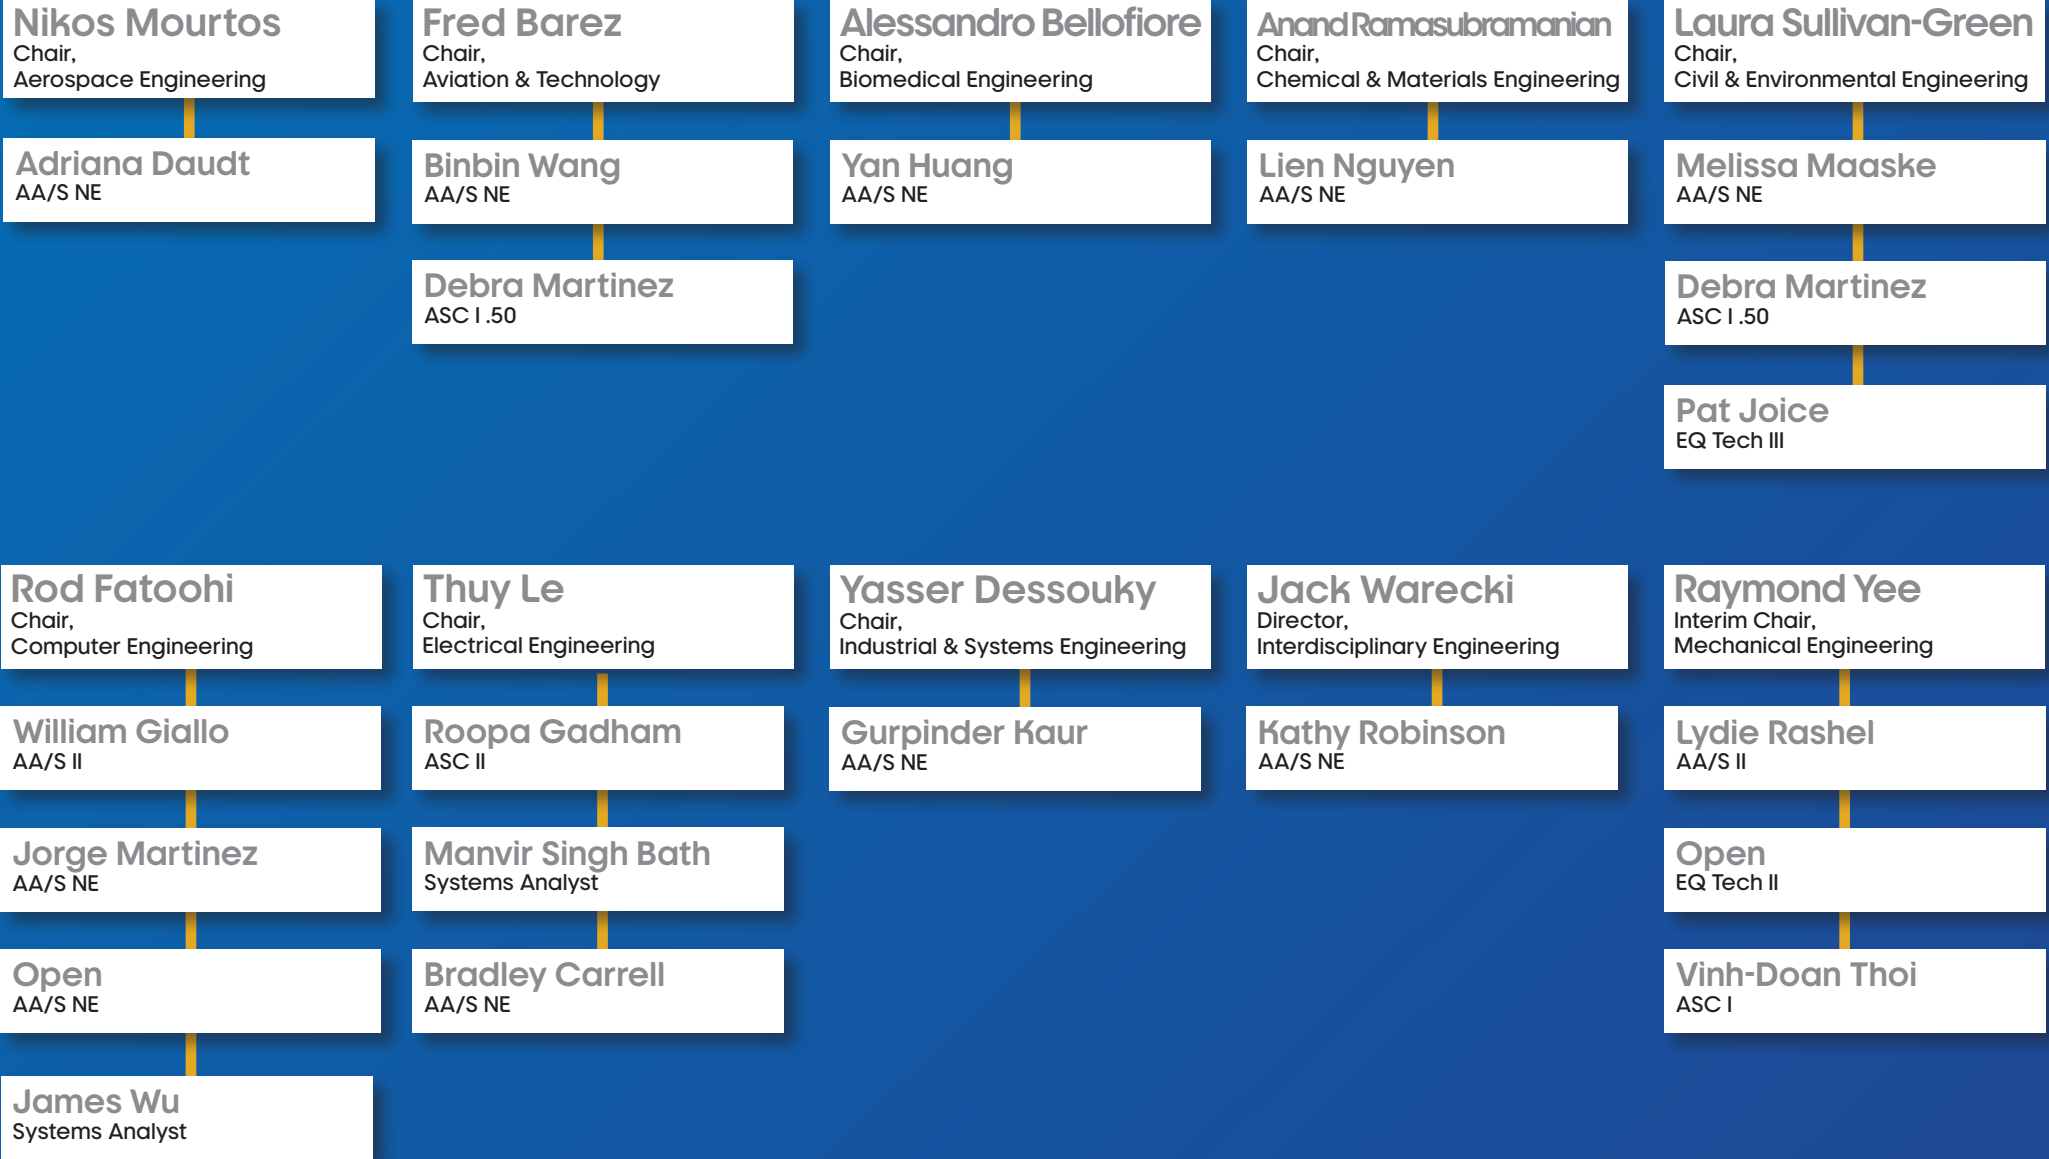 Nikos Mourtos
Chair,
Aerospace Engineering
Adriana Daudt
AA/S NE
Fred Barez
Chair,
Aviation & Technology
Binbin Wang
AA/S NE
Debra Martinez
ASC I .50
Alessandro Bellofiore
Chair,
Biomedical Engineering
Yan Huang
AA/S NE
Anand Ramasubramanian
Chair,
Chemical & Materials Engineering
Lien Nguyen
AA/S NE
Laura Sullivan-Green
Chair,
Civil & Environmental Engineering
Melissa Maaske
AA/S NE
Debra Martinez
ASC I .50
Pat Joice
EQ Tech III
Rod Fatoohi
Chair,
Computer Engineering
William Giallo
AA/S II
Jorge Martinez
AA/S NE
Open
AA/S NE
James Wu
Systems Analyst
Thuy Le
Chair,
Electrical Engineering
Roopa Gadham
ASC II
Manvir Singh Bath
Systems Analyst
Bradley Carrell
AA/S NE
Yasser Dessouky
Chair,
Industrial & Systems Engineering
Gurpinder Kaur
AA/S NE
Jack Warecki
Director,
Interdisciplinary Engineering
Kathy Robinson
AA/S NE
Raymond Yee
Interim Chair,
Mechanical Engineering
Lydie Rashel
AA/S II
Open
EQ Tech II
Vinh-Doan Thoi
ASC I